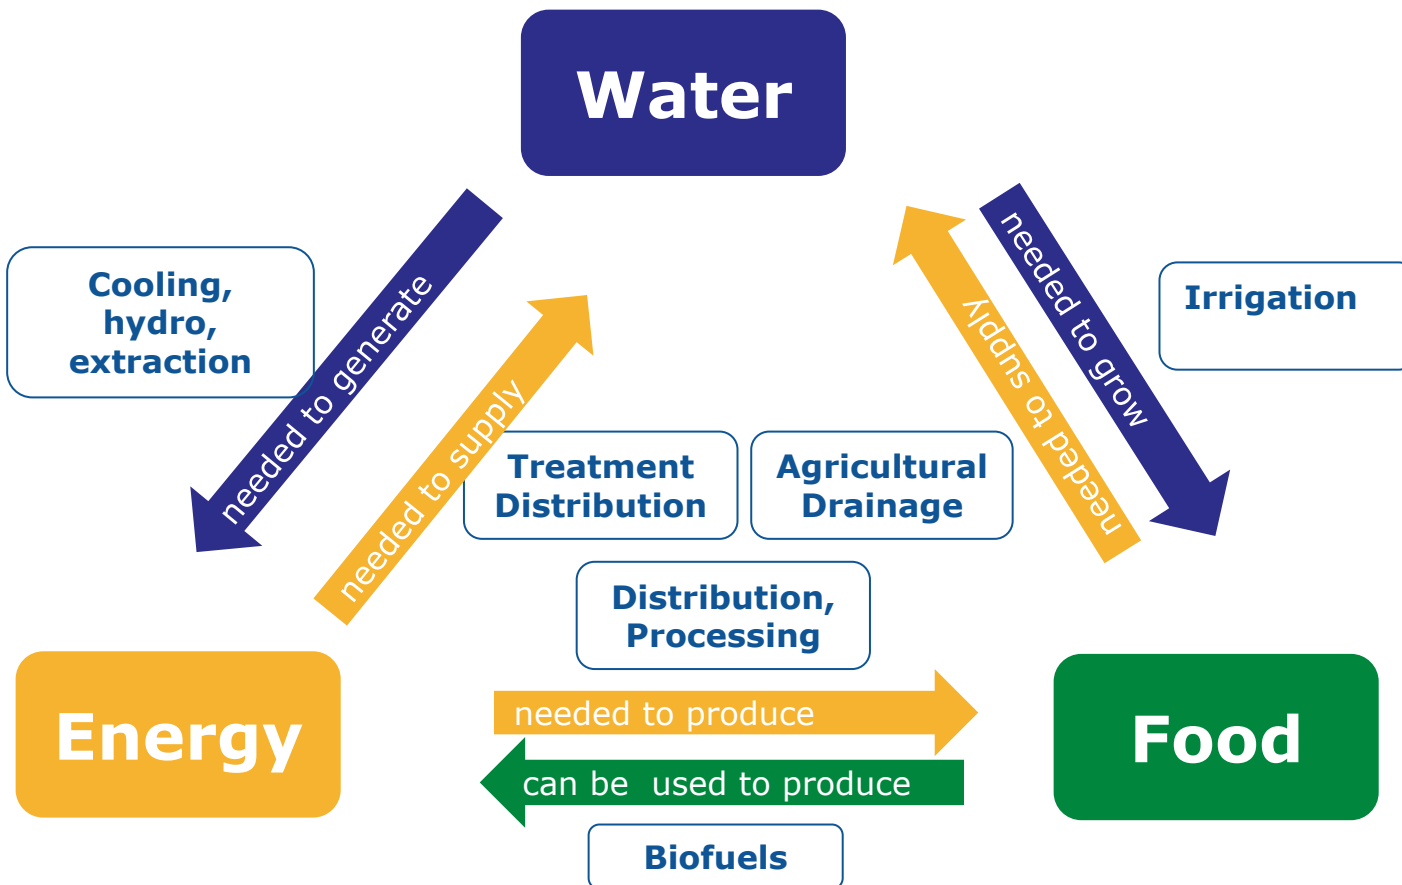 Water
Cooling,
hydro,
extraction
needed to generate
needed to supply
needed to supply
needed to grow
Irrigation
Treatment
Distribution
Agricultural
Drainage
Distribution,
Processing
Energy
needed to produce
can be  used to produce
Food
Biofuels